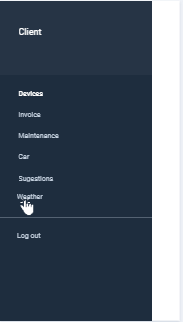 Client
Devices
Invoice
Maintenance
Car
Sugestions
Weather
Log out